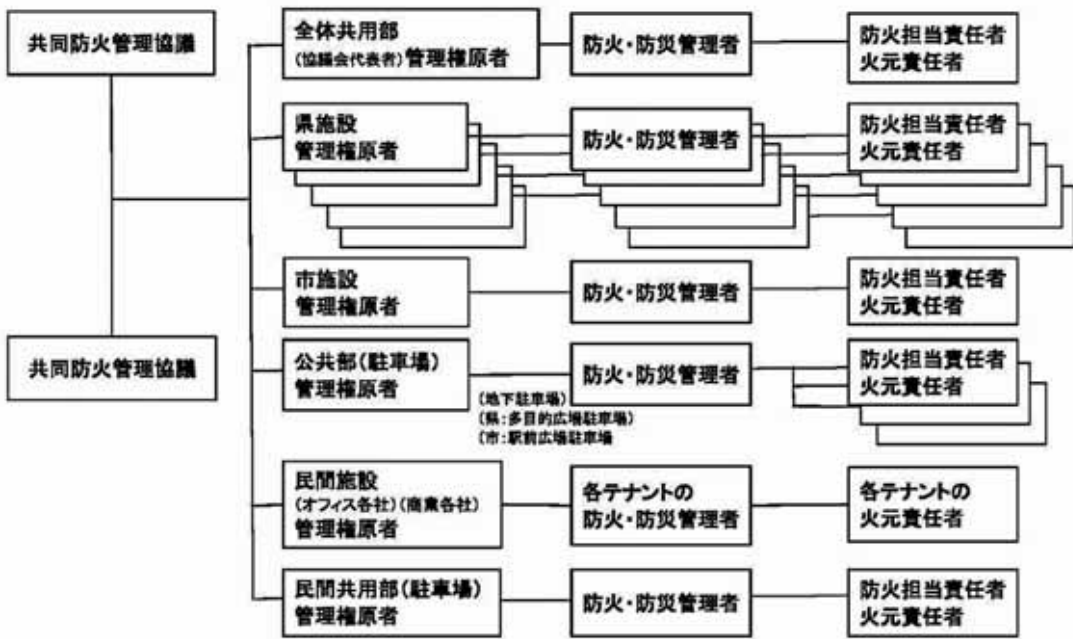 共同防火管理協議
全体共用部
(協議会代表者)管理権原者
防火・防災管理者
防火担当責任者
火元責任者
県施設
管理権原者
防火・防災管理者
防火担当責任者
火元責任者
市施設
管理権原者
防火・防災管理者
防火担当責任者
火元責任者
共同防火管理協議
公共部(駐車場)
管理権原者
(地下駐車場)
(県:多目的広場駐車場)
(市:駅前広場駐車場
防火・防災管理者
防火担当責任者
火元責任者
民間施設
(オフィス各社)(商業各社)
管理権原者
各テナントの
防火・防災管理者
各テナントの
火元責任者
民間共用部(駐車場)
管理権原者
防火・防災管理者
防火担当責任者
火元責任者